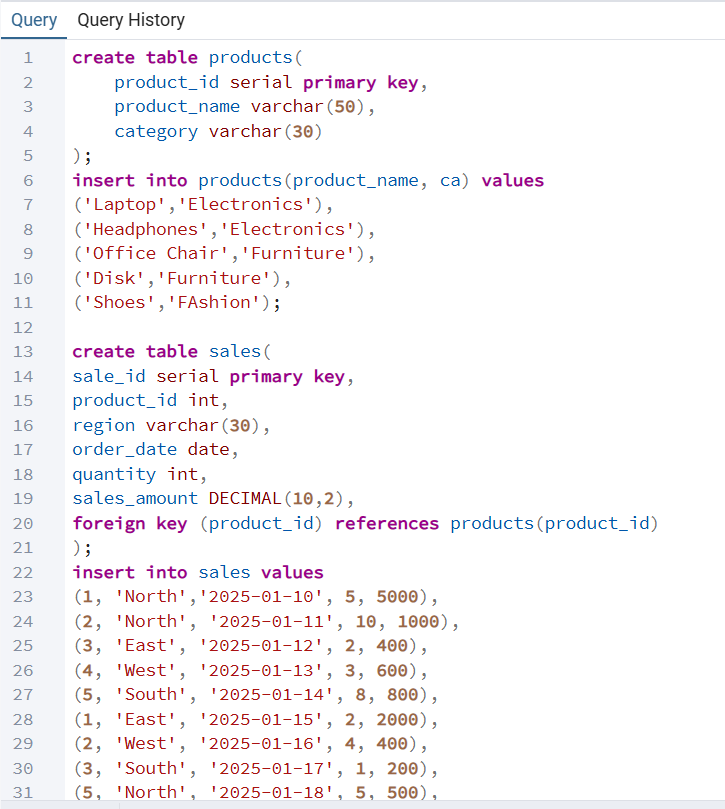 Query Query History
1 create table products(
2 product_id serial primary key,
3 product_name varchar(50),
4 category varchar(30)
5 );
6 insert into products(product_name, ca) values
7 ('Laptop','Electronics'),
8 ('Headphones','Electronics'),
9 ('Office Chair','Furniture'),
10 ('Disk','Furniture'),
11 ('Shoes','FAshion');
12
13 create table sales(
14 sale_id serial primary key,
15 product_id int,
16 region varchar(30),
17 order_date date,
18 quantity int,
19 sales_amount DECIMAL(10,2),
20 foreign key (product_id) references products(product_id)
21 );
22 insert into sales values
23 (1, 'North','2025-01-10', 5, 5000),
24 (2, 'North', '2025-01-11', 10, 1000),
25 (3, 'East', '2025-01-12', 2, 400),
26 (4, 'West', '2025-01-13', 3, 600),
27 (5, 'South', '2025-01-14', 8, 800),
28 (1, 'East', '2025-01-15', 2, 2000),
29 (2, 'West', '2025-01-16', 4, 400),
30 (3, 'South', '2025-01-17', 1, 200),
31 (5, 'North', '2025-01-18', 5, 500),